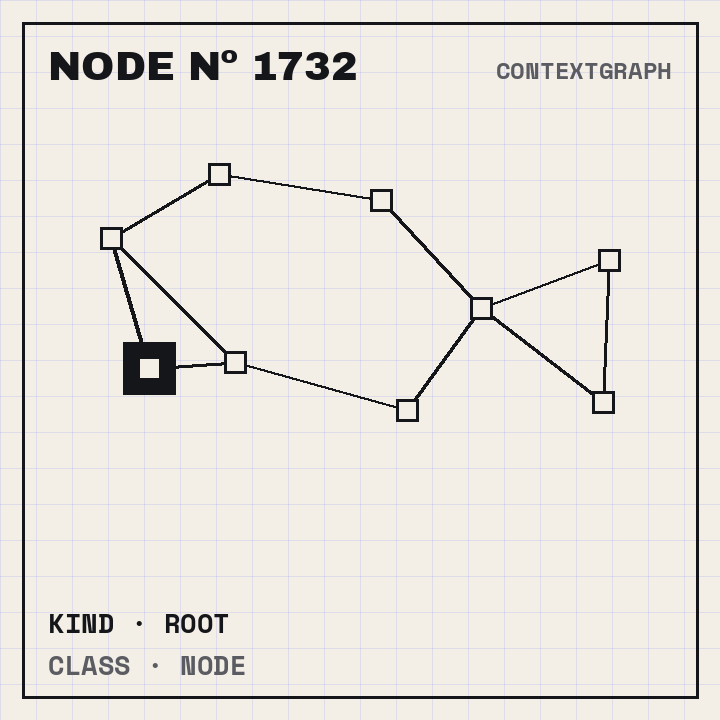 NODE Nº 1732
CONTEXTGRAPH
KIND · ROOT
CLASS · NODE